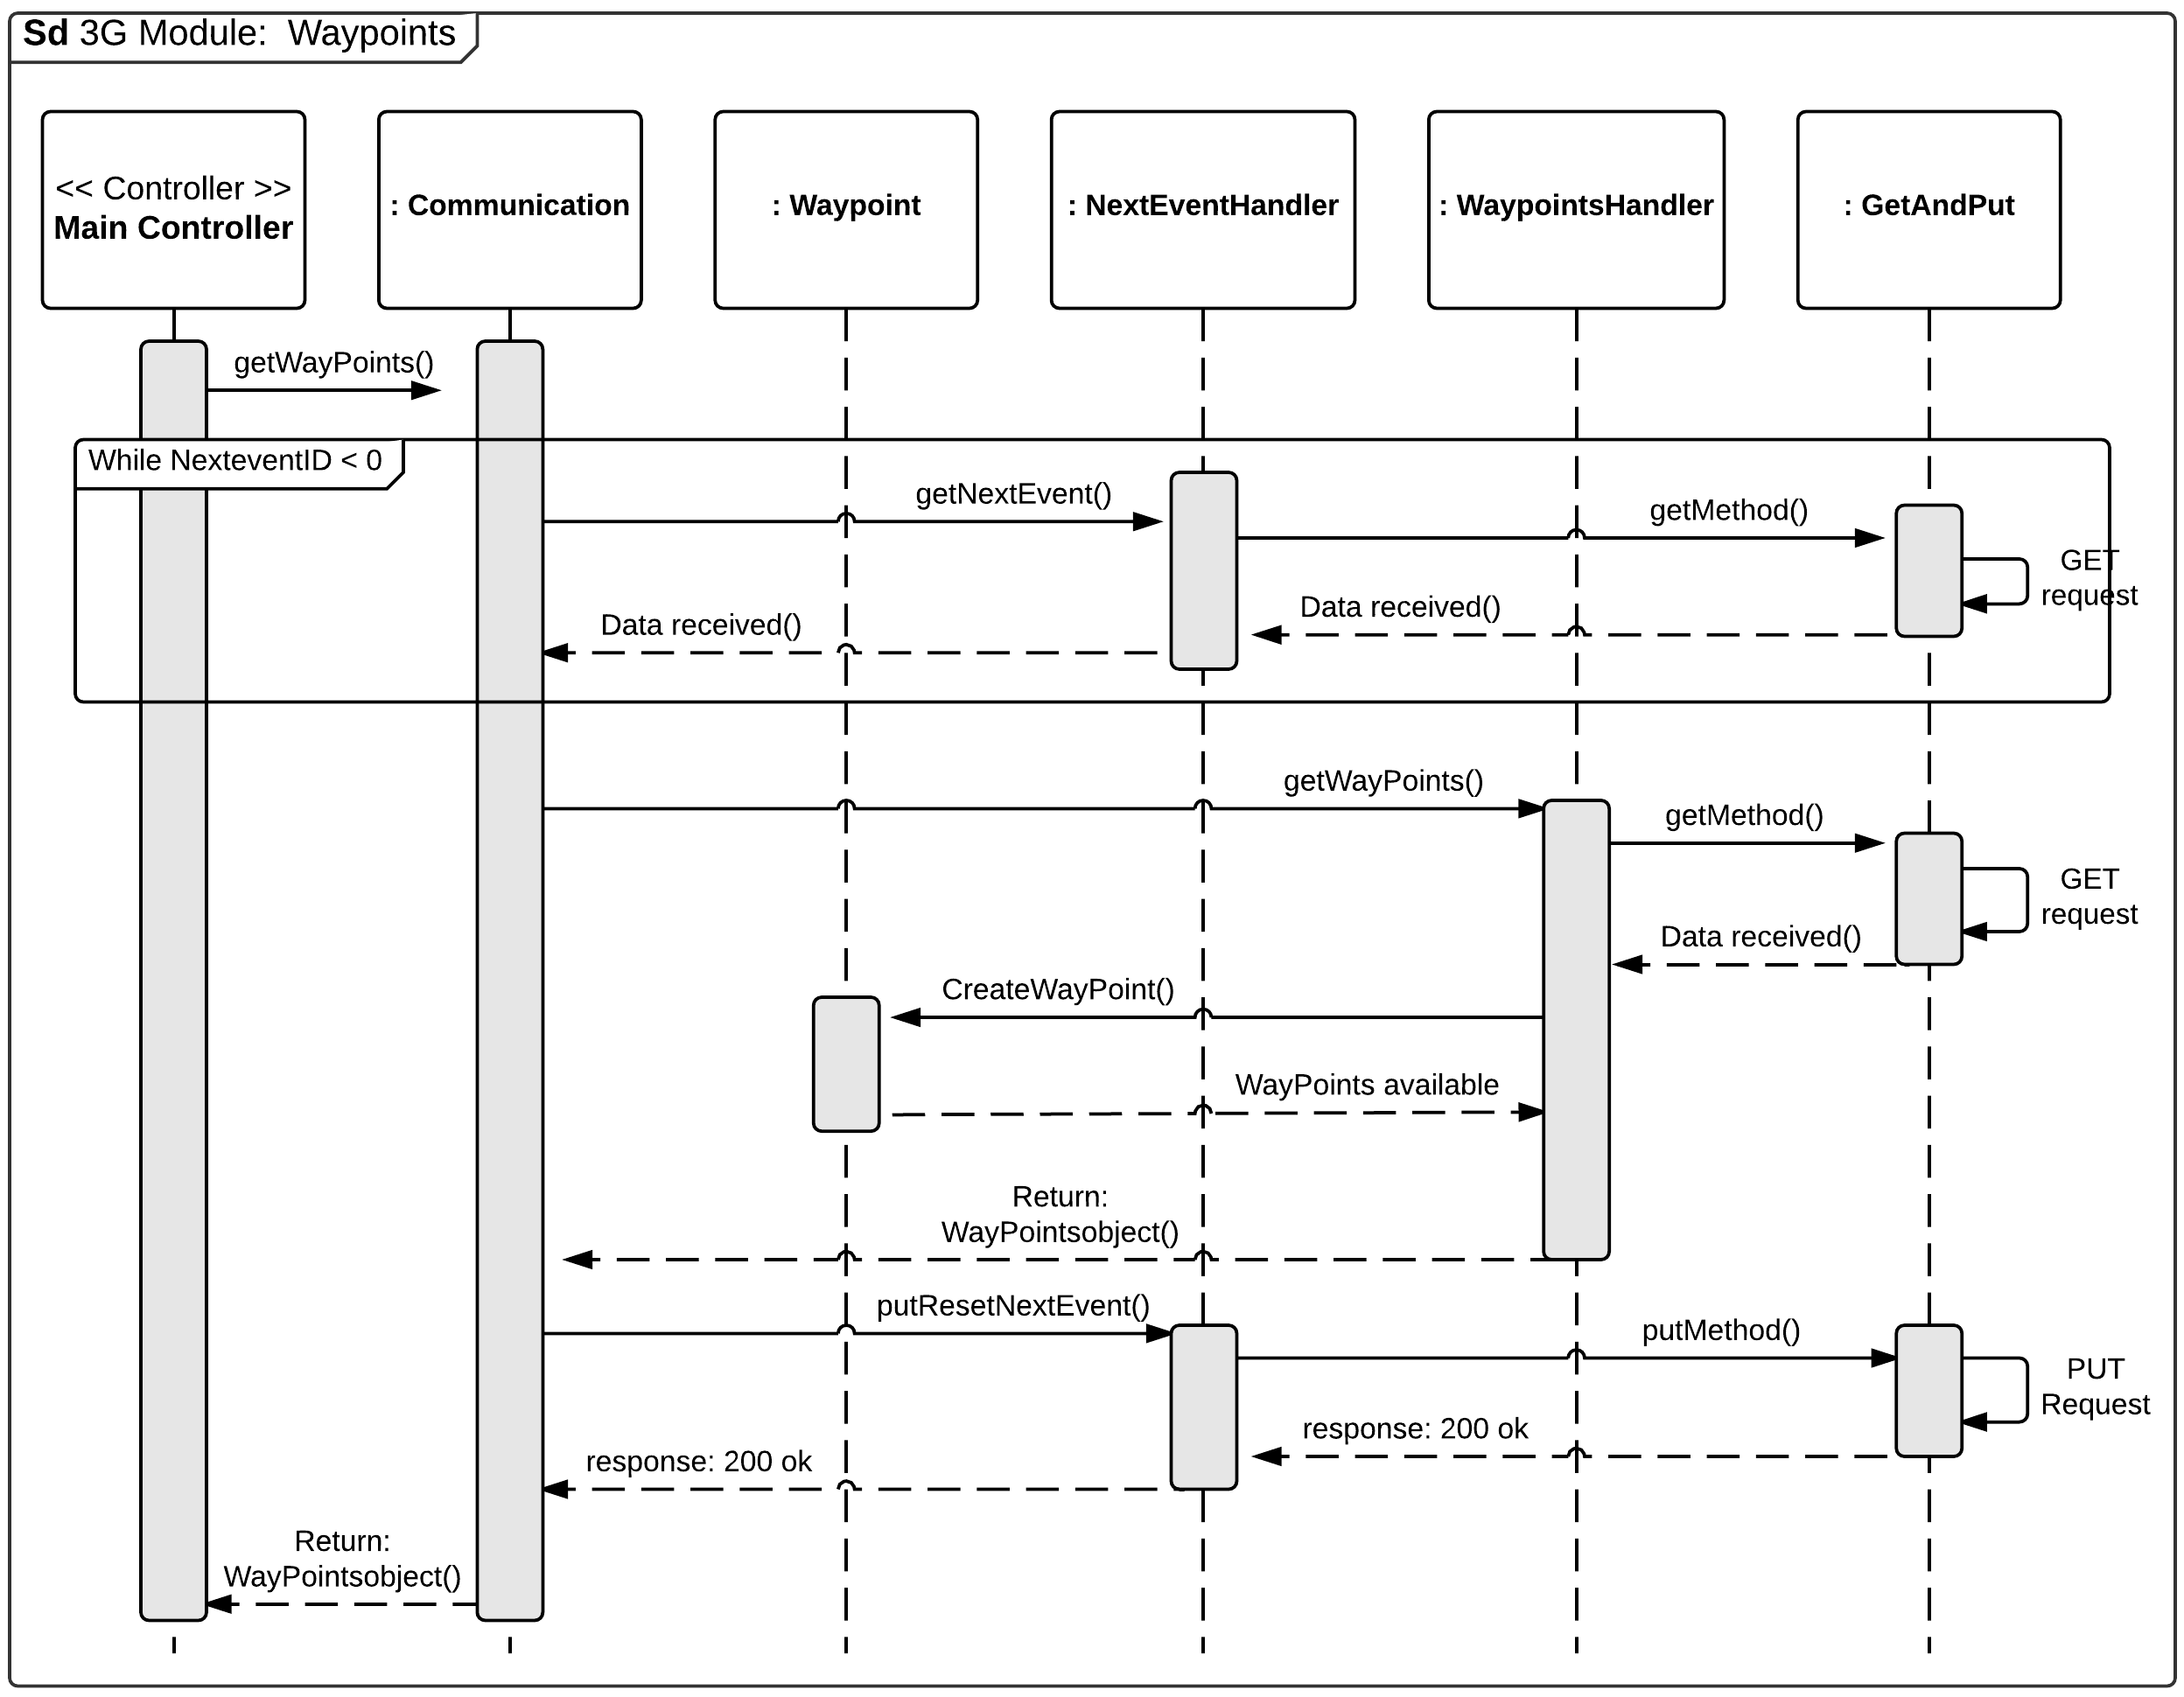 Sd 3G Module: Waypoints
<< Controller >>
Main Controller
: Communication
: Waypoint
: NextEventHandler
: WaypointsHandler
: GetAndPut
getWayPoints()
While NexteventID < 0
getNextEvent()
getMethod()
GET
request
Data received()
Data received()
getWayPoints()
getMethod()
GET
request
Data received()
CreateWayPoint()
WayPoints available
Return:
WayPointsobject()
putResetNextEvent()
putMethod()
PUT
Request
response: 200 ok
response: 200 ok
Return:
WayPointsobject()